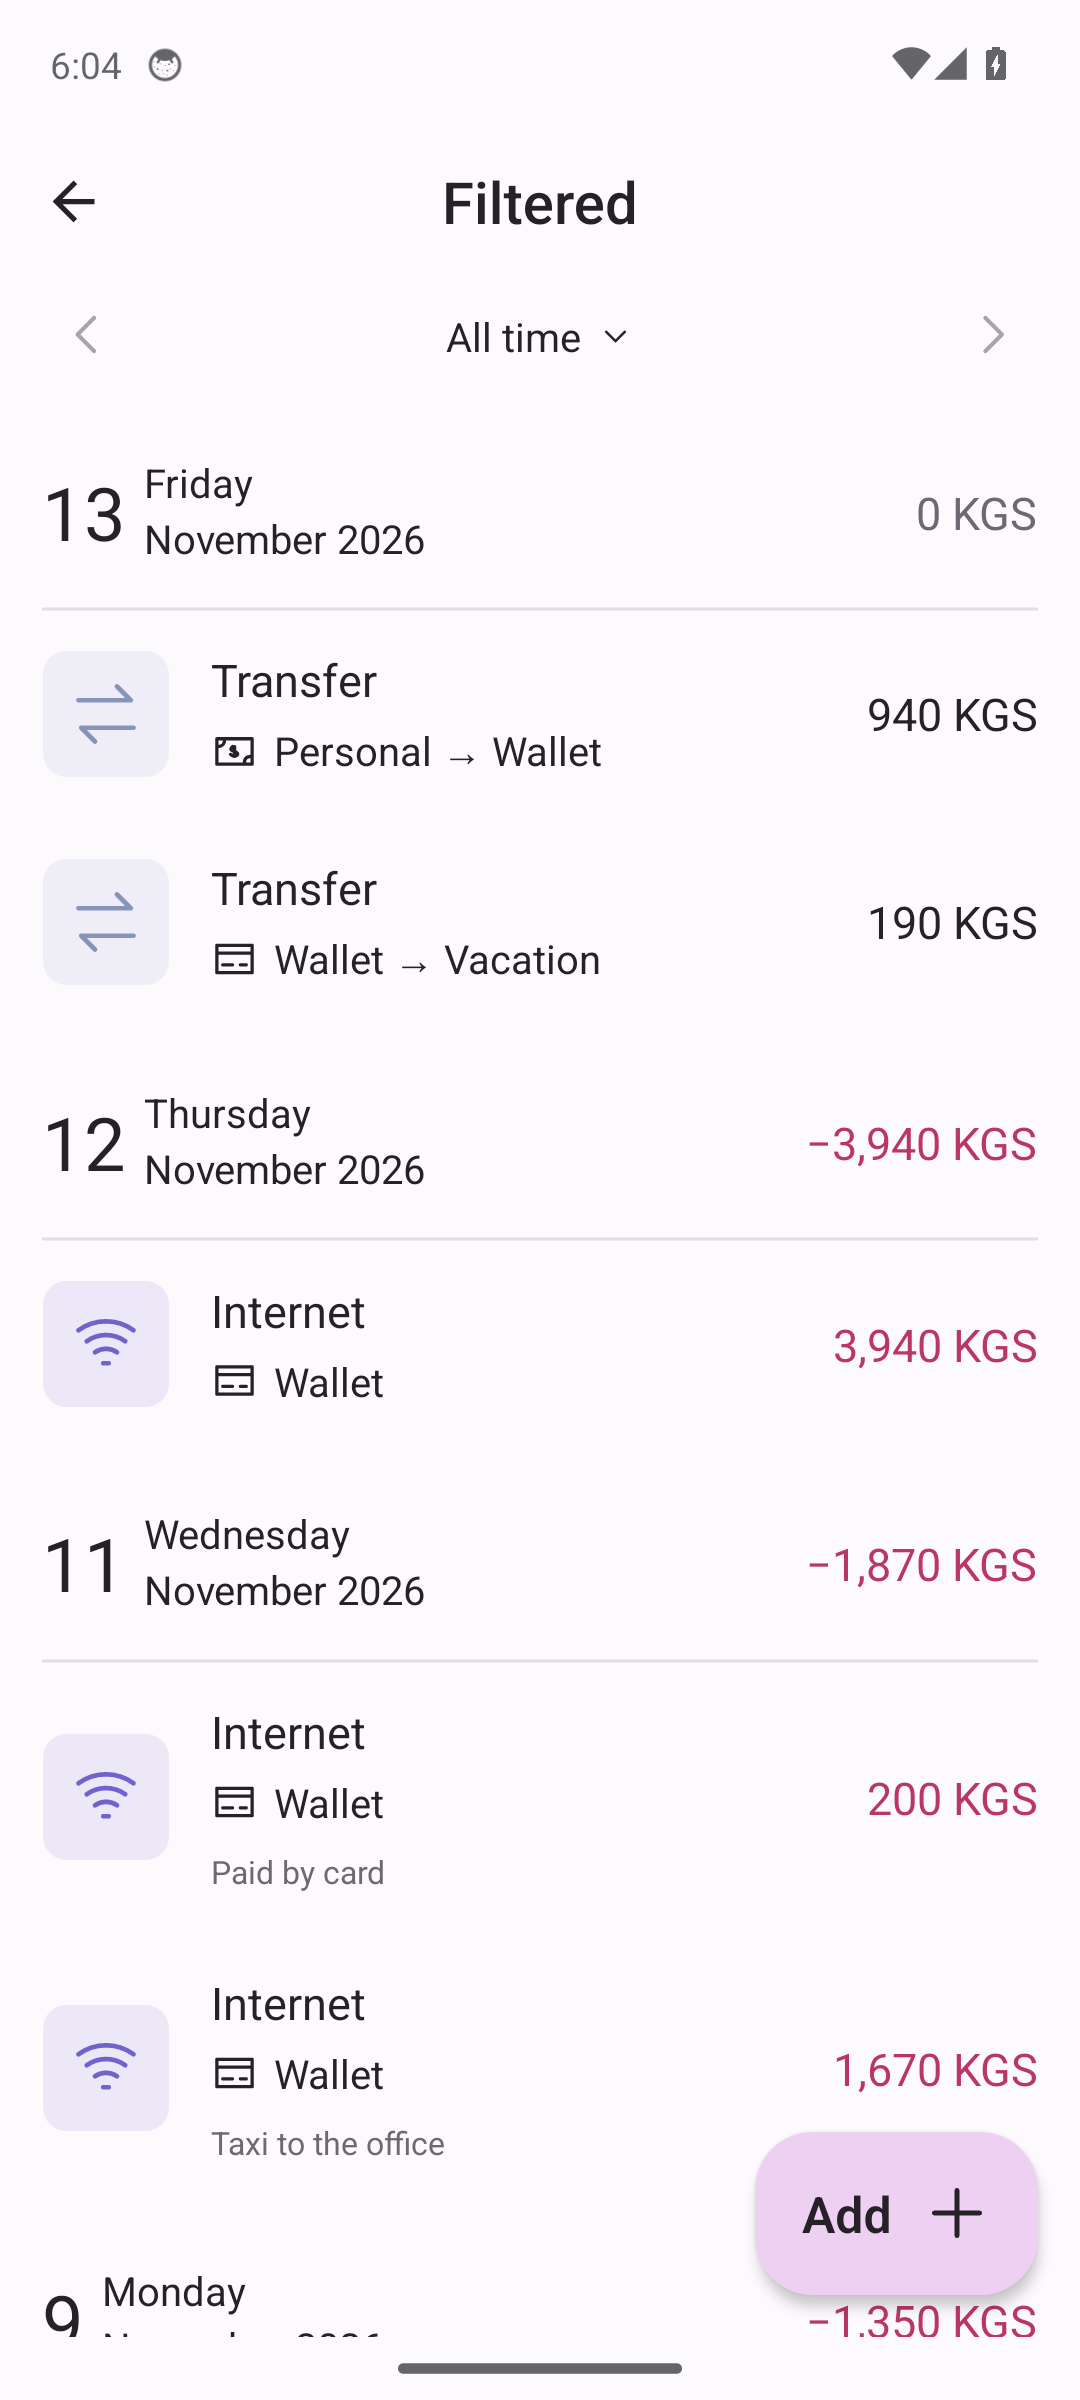 6:04
Filtered
All time
13 Friday
November 2026
0 KGS
Transfer
Personal → Wallet
940 KGS
Transfer
Wallet → Vacation
190 KGS
12 Thursday
November 2026
−3,940 KGS
Internet
Wallet
3,940 KGS
11 Wednesday
November 2026
−1,870 KGS
Internet
Wallet
Paid by card
200 KGS
Internet
Wallet
Taxi to the office
1,670 KGS
Add
9 Monday
−1,350 KGS